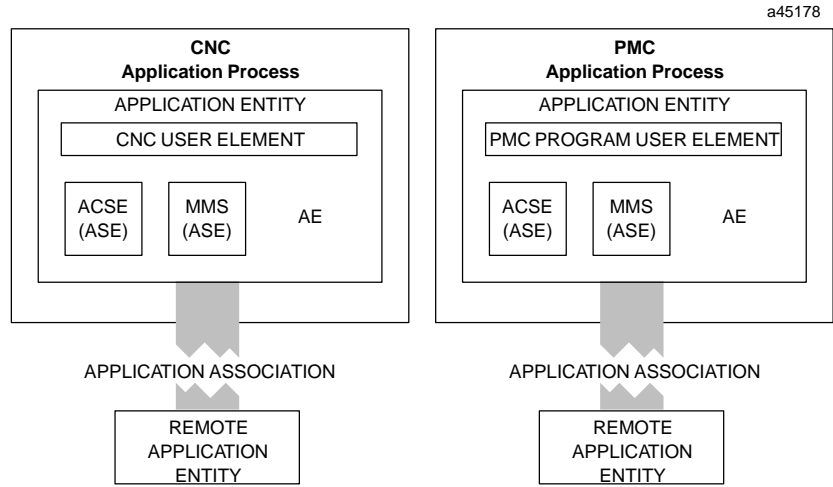 a45178
CNC
Application Process
APPLICATION ENTITY
CNC USER ELEMENT
ACSE
(ASE)
MMS
(ASE)
AE
APPLICATION ASSOCIATION
REMOTE
APPLICATION
ENTITY
PMC
Application Process
APPLICATION ENTITY
PMC PROGRAM USER ELEMENT
ACSE
(ASE)
MMS
(ASE)
AE
APPLICATION ASSOCIATION
REMOTE
APPLICATION
ENTITY